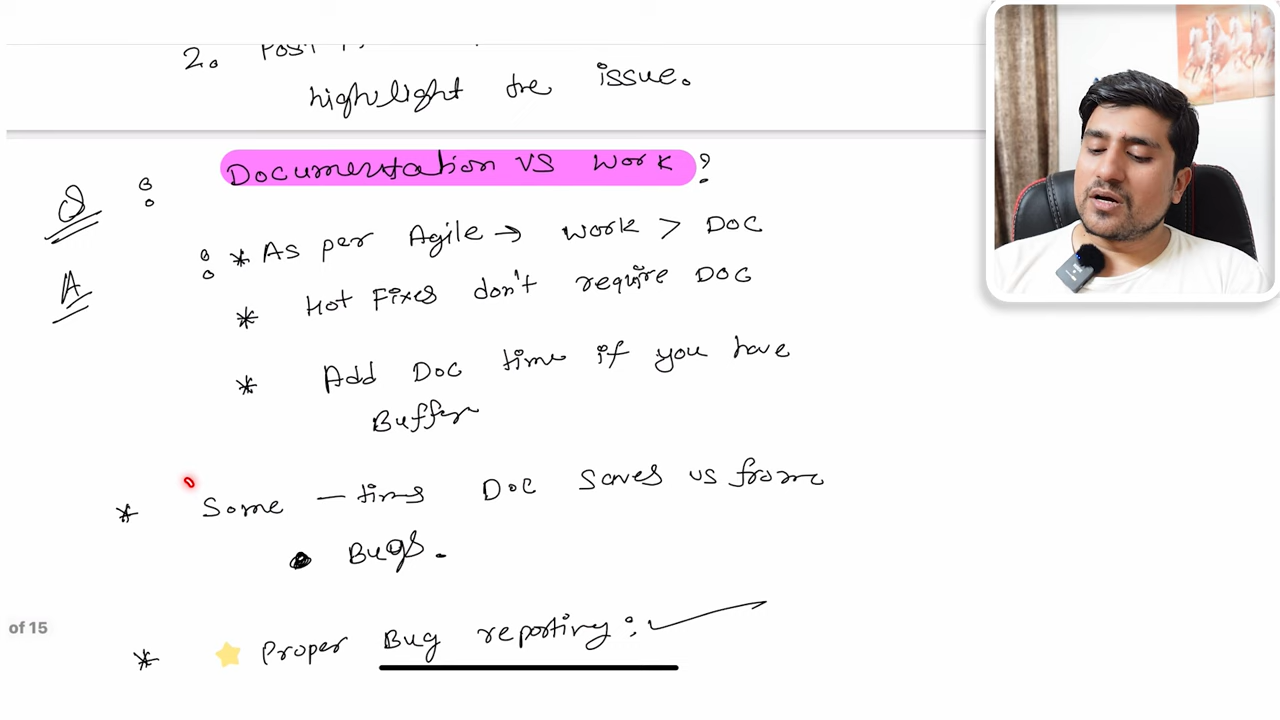 2.
highlight the issue.
Q : Documentation VS Work ?
A : * As per Agile → work > DOC
* Hot Fixes don't require DOC
* Add Doc time if you have
Buffer
* Some - times Doc saves us from
Bugs.
of 15
* Proper Bug reporting :